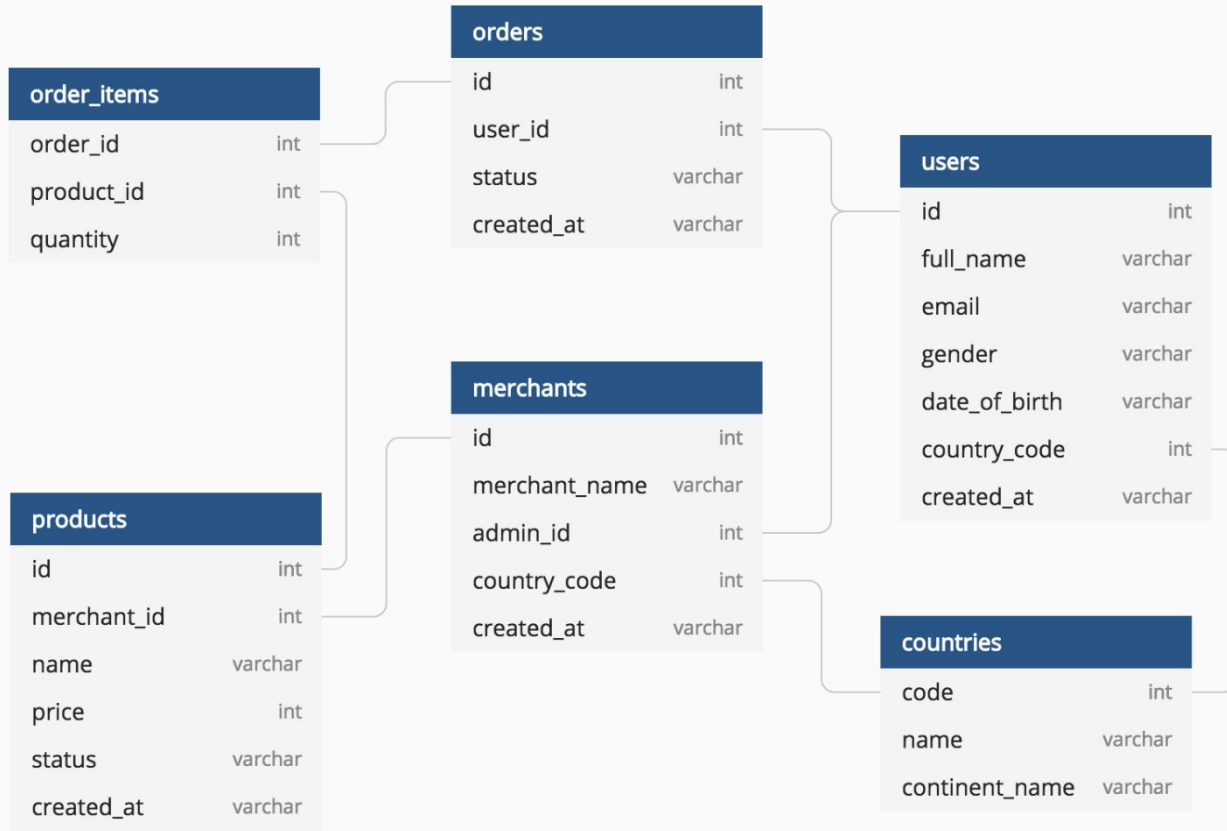 orders
id int
user_id int
status varchar
created_at varchar
order_items
order_id int
product_id int
quantity int
users
id int
full_name varchar
email varchar
gender varchar
date_of_birth varchar
country_code int
created_at varchar
merchants
id int
merchant_name varchar
admin_id int
country_code int
created_at varchar
products
id int
merchant_id int
name varchar
price int
status varchar
created_at varchar
countries
code int
name varchar
continent_name varchar